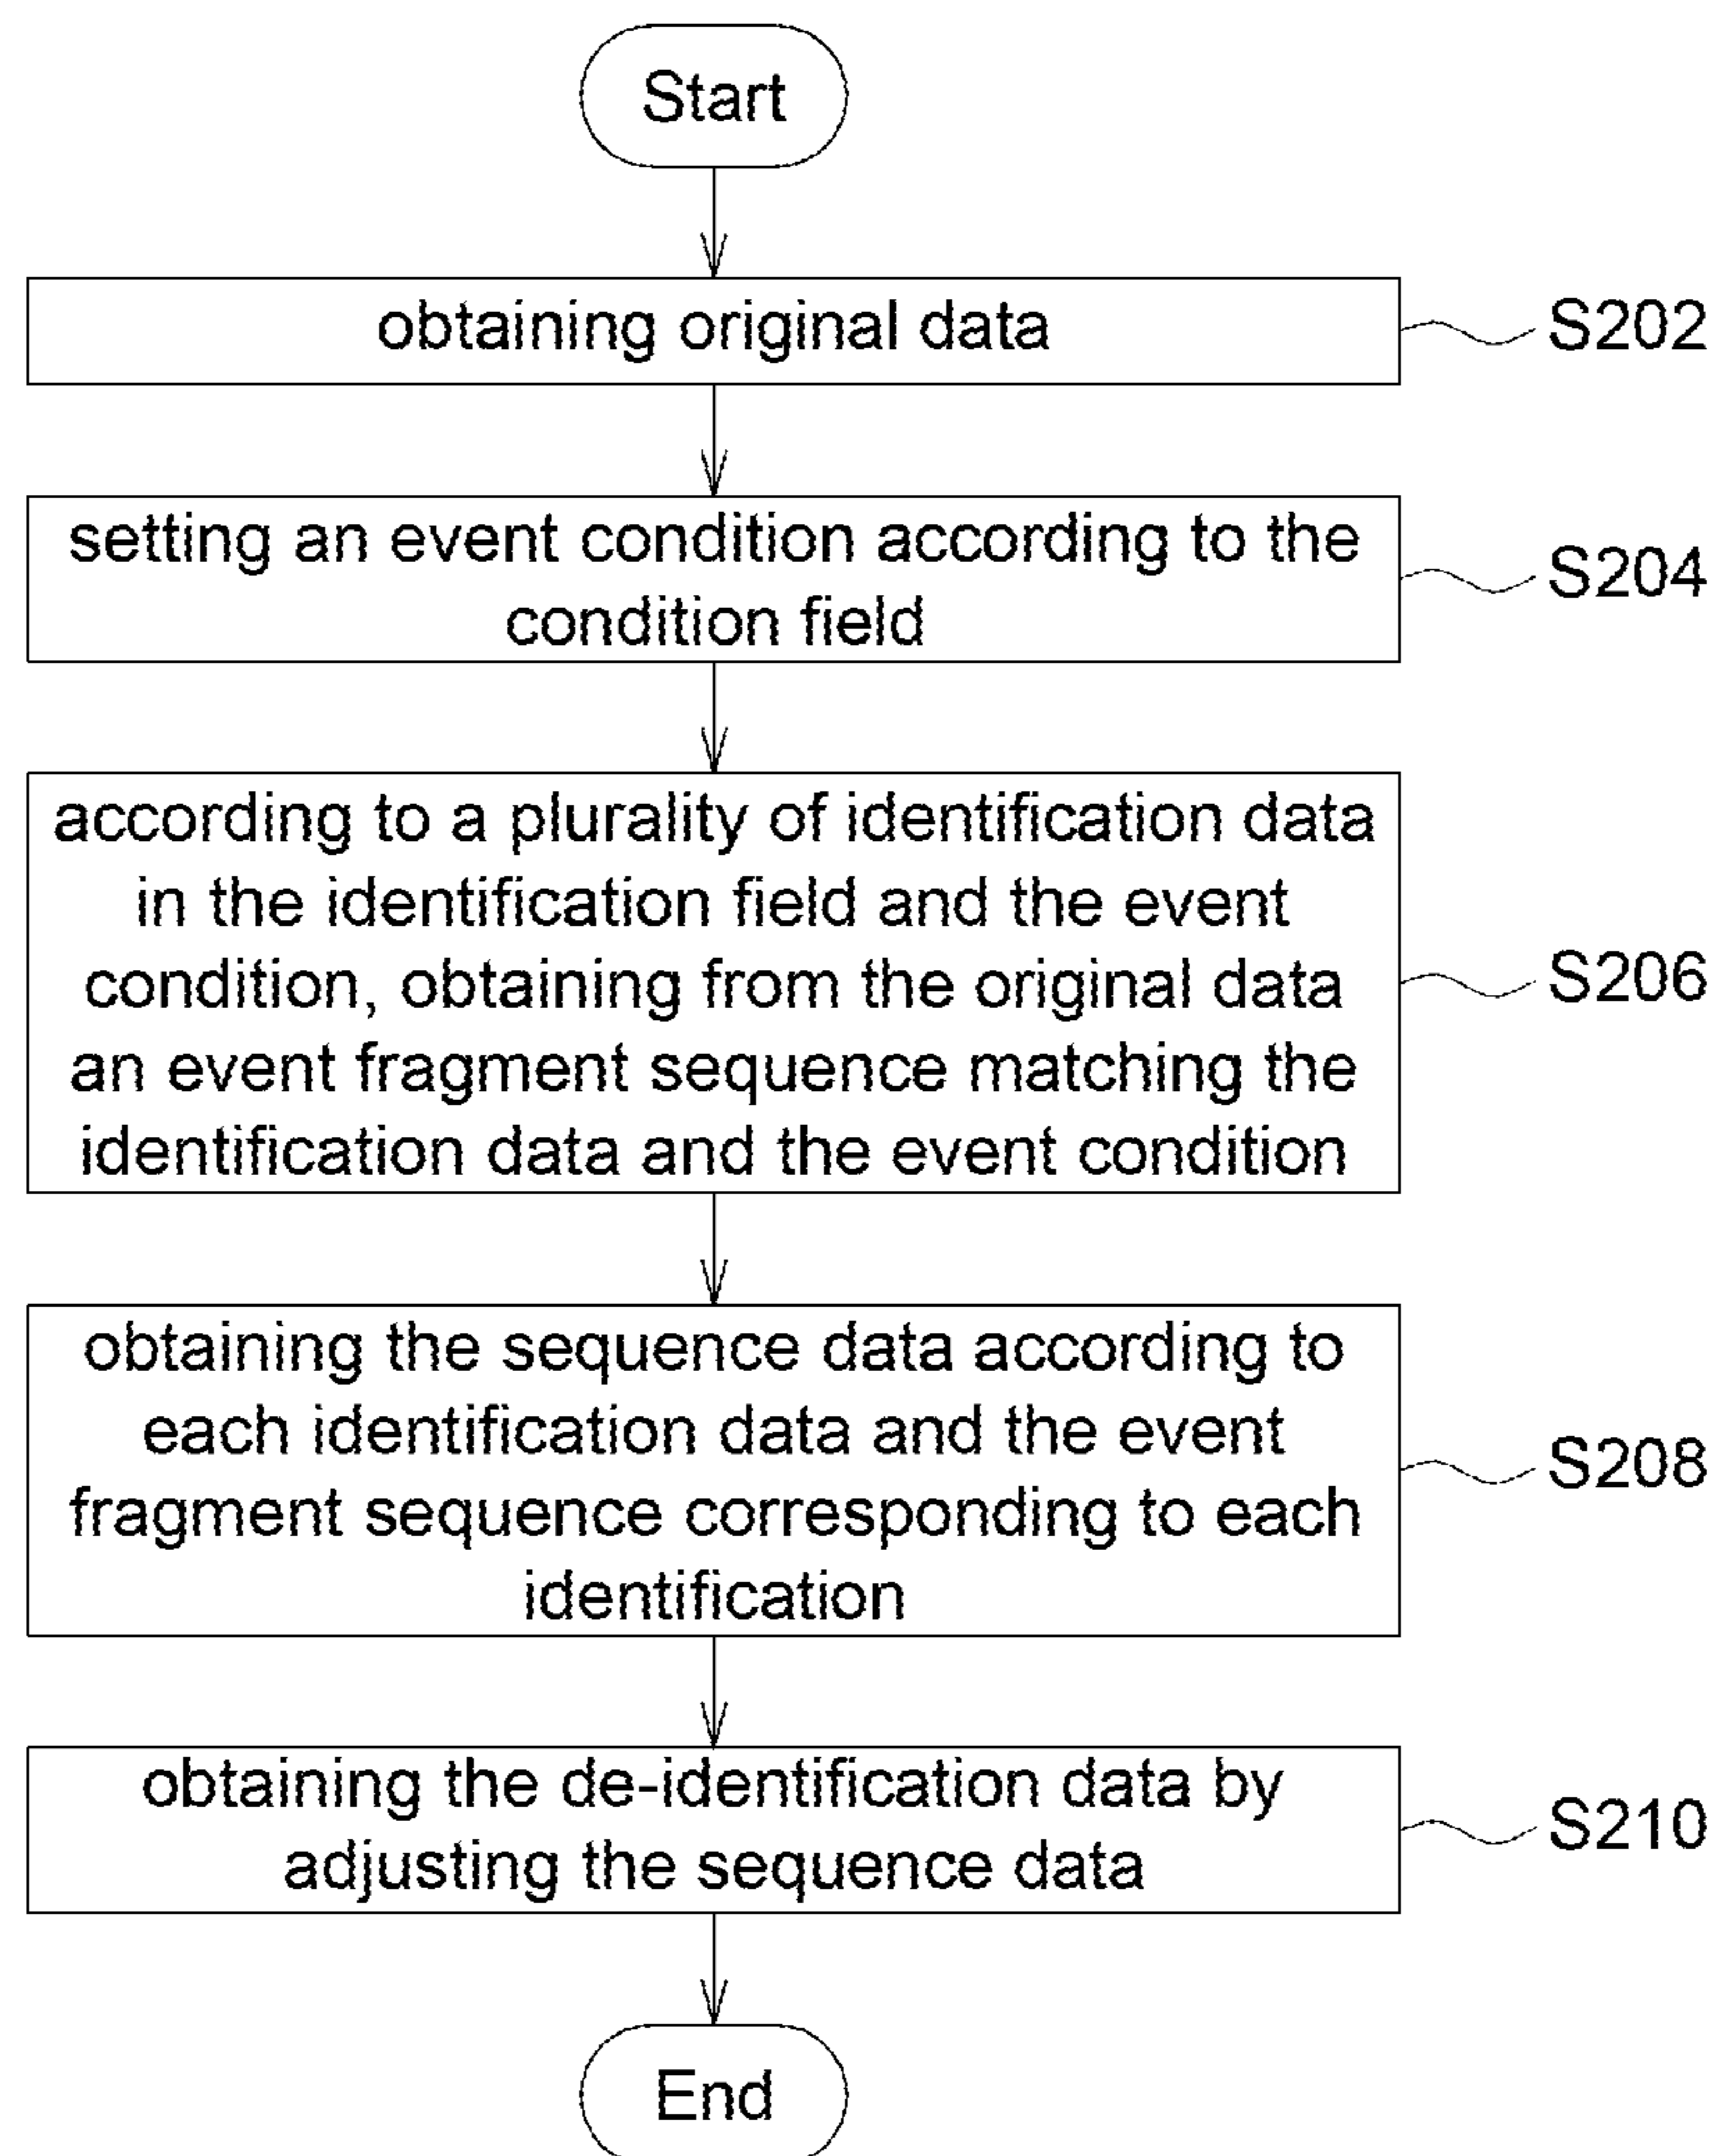 Start
obtaining original data
S202
setting an event condition according to the
condition field
S204
according to a plurality of identification data
in the identification field and the event
condition, obtaining from the original data
an event fragment sequence matching the
identification data and the event condition
S206
obtaining the sequence data according to
each identification data and the event
fragment sequence corresponding to each
identification
S208
obtaining the de-identification data by
adjusting the sequence data
S210
End